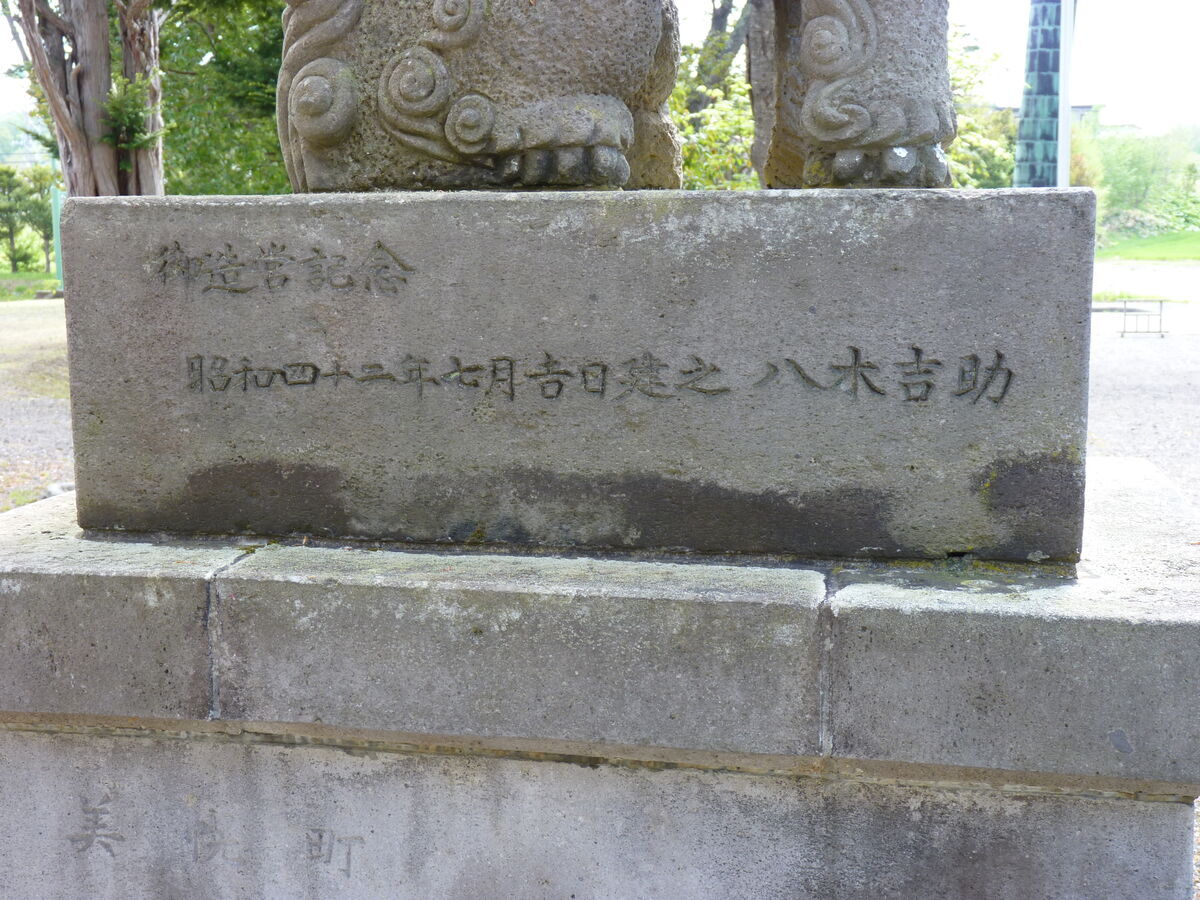 御造営記念
昭和四十二年七月吉日建之 八木吉助
美幌町